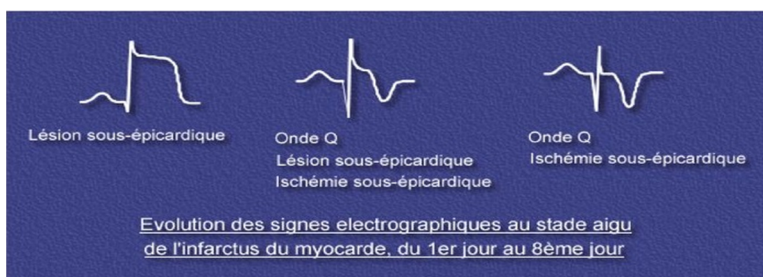 Lésion sous-épicardique
Onde Q
Lésion sous-épicardique
Ischémie sous-épicardique
Onde Q
Ischémie sous-épicardique
Evolution des signes electrographiques au stade aigu
de l'infarctus du myocarde, du 1er jour au 8ème jour